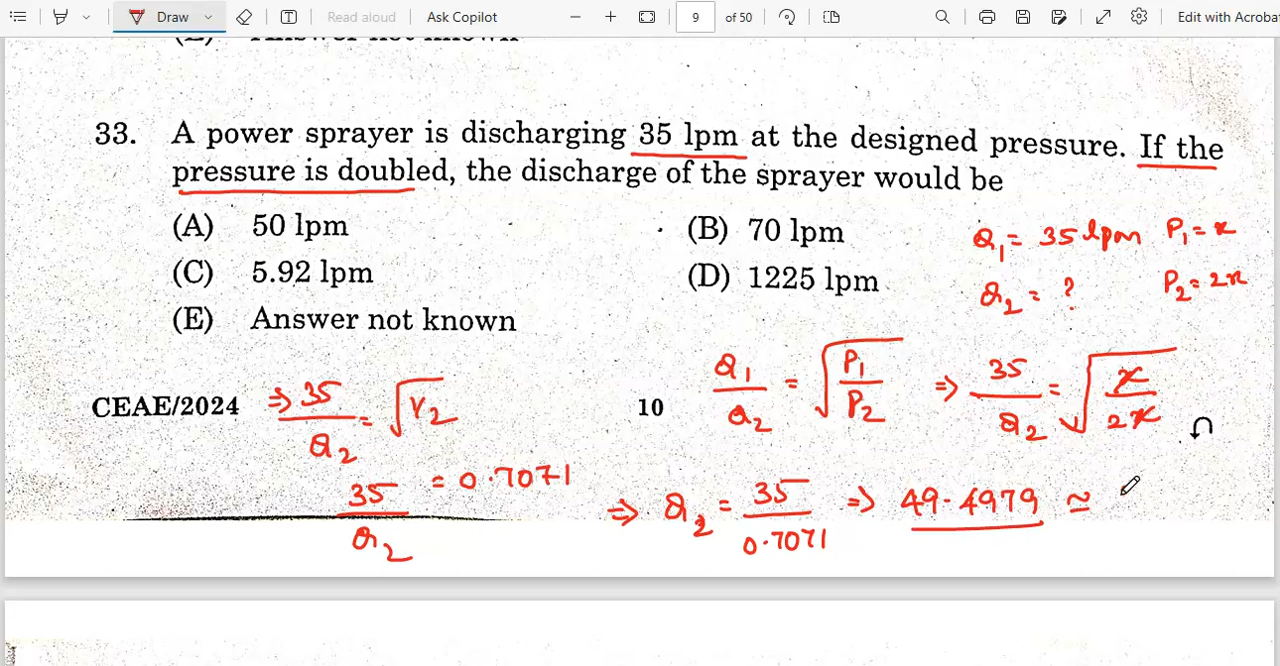 Draw
Read aloud
Ask Copilot
9
of 50
Edit with Acroba
(E) Answer not known
33. A power sprayer is discharging 35 lpm at the designed pressure. If the
pressure is doubled, the discharge of the sprayer would be
(A) 50 lpm
(B) 70 lpm
(C) 5.92 lpm
(D) 1225 lpm
(E) Answer not known
Q₁ = 35 lpm P₁ = x
Q₂ = ? P₂ = 2x
Q₁/Q₂ = √(P₁/P₂) ⇒ 35/Q₂ = √(x/2x)
CEAE/2024
10
⇒ 35/Q₂ = √(1/2)
35/Q₂ = 0.7071
⇒ Q₂ = 35/0.7071 ⇒ 49.4979 ≈